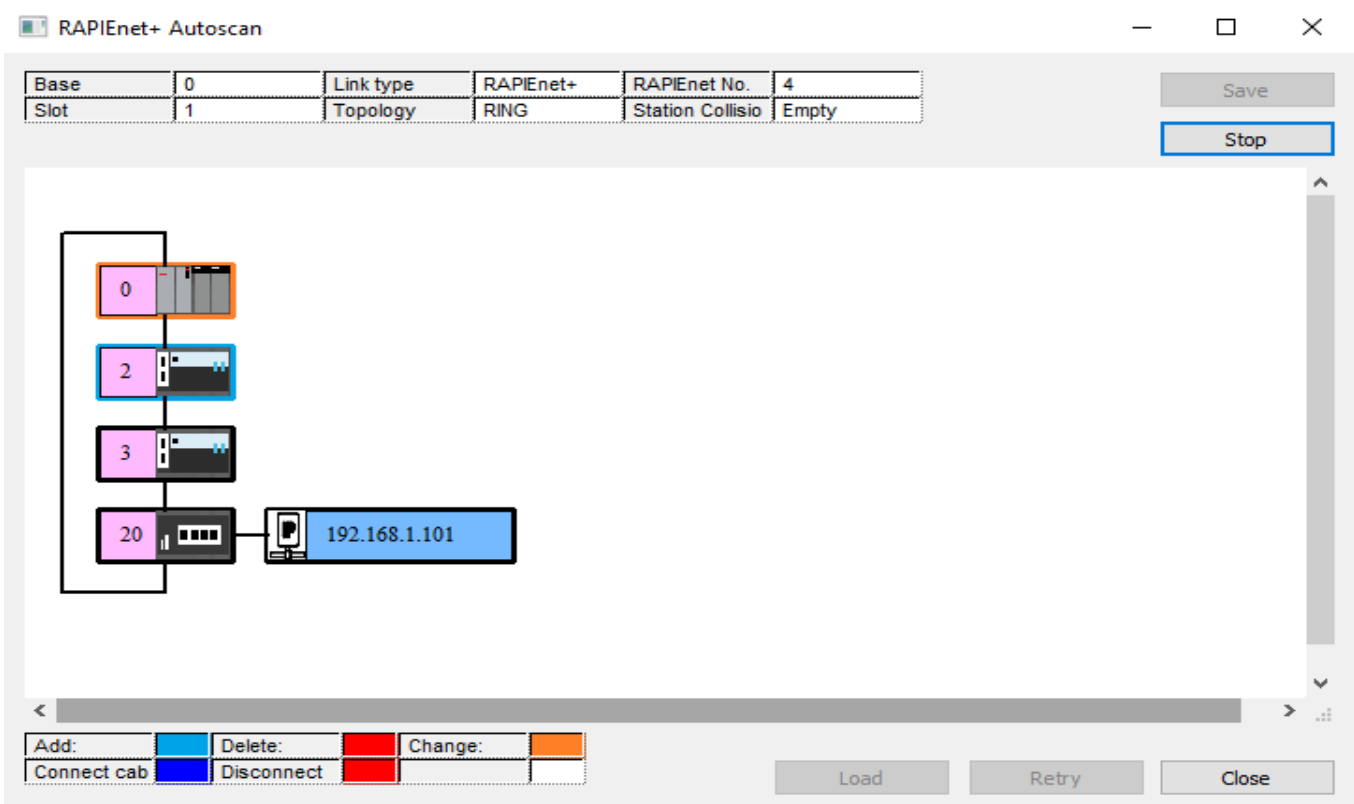 RAPIEnet+ Autoscan
Base 0 Link type RAPIEnet+ RAPIEnet No. 4
Save
Slot 1 Topology RING Station Collisio Empty
Stop
0
2
3
20 P 192.168.1.101
Add: Delete: Change:
Connect cab Disconnect
Load Retry Close